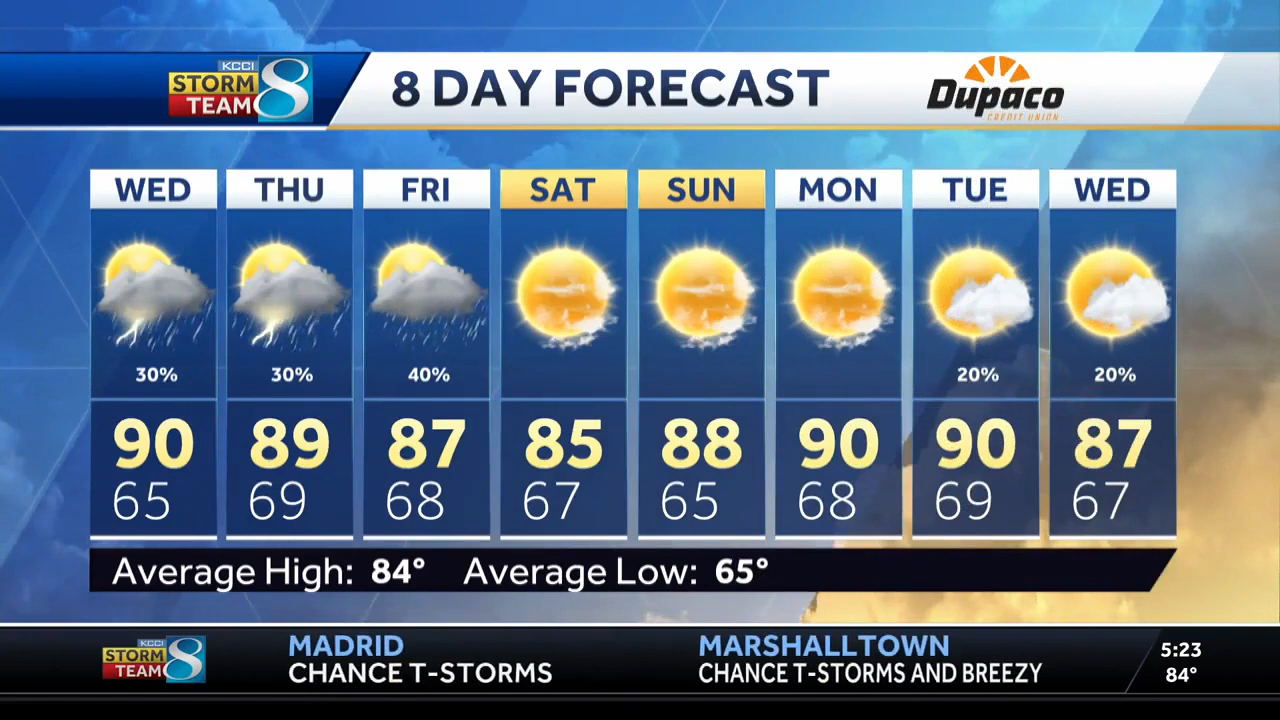 KCCI
STORM
TEAM 8
8 DAY FORECAST
Dupaco
CREDIT UNION
WED THU FRI SAT SUN MON TUE WED
30% 30% 40% 20% 20%
90 89 87 85 88 90 90 87
65 69 68 67 65 68 69 67
Average High: 84° Average Low: 65°
KCCI
STORM
TEAM 8
MADRID MARSHALLTOWN 5:23
CHANCE T-STORMS CHANCE T-STORMS AND BREEZY 84°